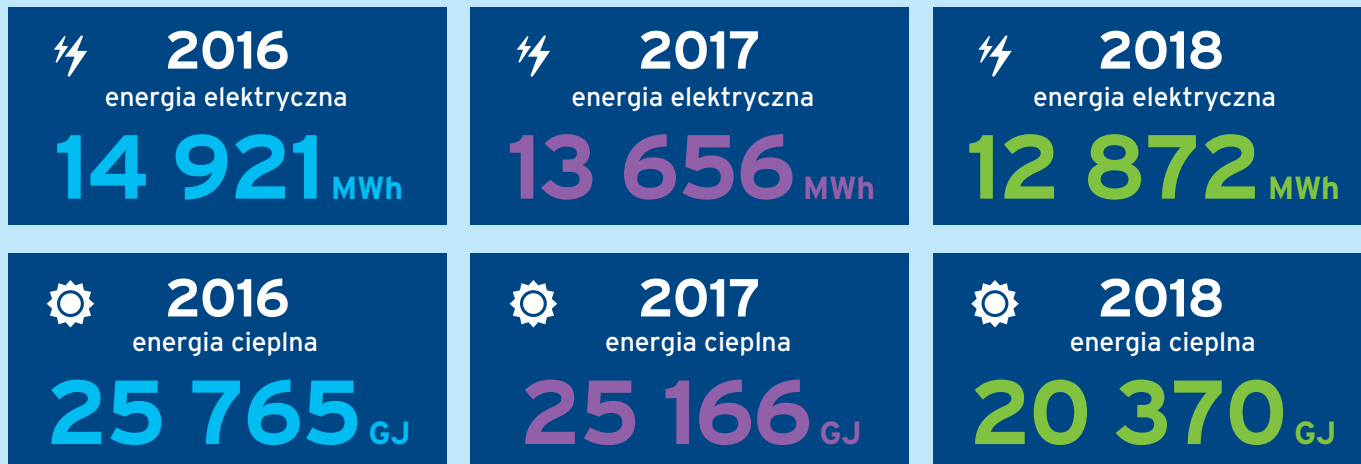 2016
energia elektryczna
14 921 MWh
2017
energia elektryczna
13 656 MWh
2018
energia elektryczna
12 872 MWh
2016
energia cieplna
25 765 GJ
2017
energia cieplna
25 166 GJ
2018
energia cieplna
20 370 GJ